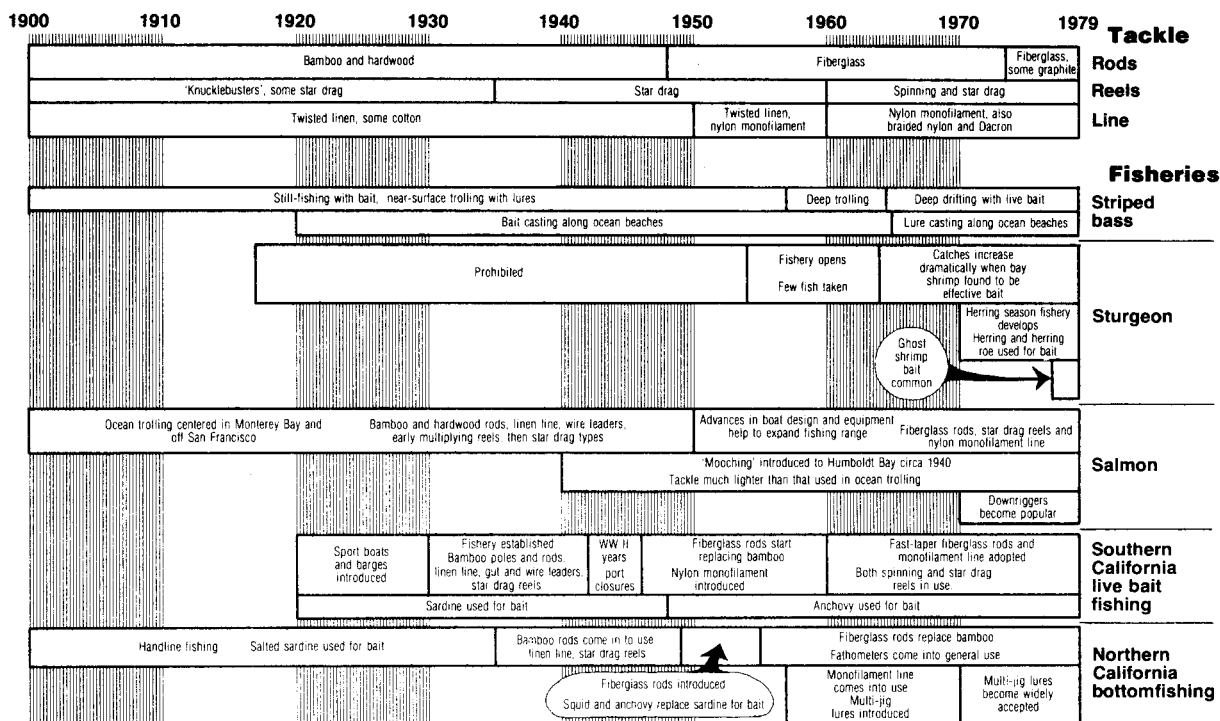 1900 1910 1920 1930 1940 1950 1960 1970 1979
Tackle
Bamboo and hardwood
Fiberglass
Fiberglass,
some graphite
Rods
'Knucklebusters', some star drag
Star drag
Spinning and star drag
Reels
Twisted linen, some cotton
Twisted linen,
nylon monofilament
Nylon monofilament, also
braided nylon and Dacron
Line
Fisheries
Still-fishing with bait, near-surface trolling with lures
Deep trolling
Deep drifting with live bait
Striped
bass
Bait casting along ocean beaches
Lure casting along ocean beaches
Prohibited
Fishery opens
Few fish taken
Catches increase
dramatically when bay
shrimp found to be
effective bait
Sturgeon
Herring season fishery
develops
Herring and herring
roe used for bait
Ghost
shrimp
bait
common
Ocean trolling centered in Monterey Bay and
off San Francisco
Bamboo and hardwood rods, linen line, wire leaders,
early multiplying reels, then star drag types
Advances in boat design and equipment
help to expand fishing range
Fiberglass rods, star drag reels and
nylon monofilament line
Salmon
'Mooching' introduced to Humboldt Bay circa 1940
Tackle much lighter than that used in ocean trolling
Downriggers
become popular
Sport boats
and barges
introduced
Fishery established
Bamboo poles and rods,
linen line, gut and wire leaders,
star drag reels
WW II
years
port
closures
Fiberglass rods start
replacing bamboo
Nylon monofilament
introduced
Fast-taper fiberglass rods and
monofilament line adopted
Both spinning and star drag
reels in use
Southern
California
live bait
fishing
Sardine used for bait
Anchovy used for bait
Handline fishing
Salted sardine used for bait
Bamboo rods come in to use
linen line, star drag reels
Fiberglass rods replace bamboo
Fathometers come into general use
Northern
California
bottomfishing
Fiberglass rods introduced
Squid and anchovy replace sardine for bait
Monofilament line
comes into use
Multi-jig
lures introduced
Multi-jig lures
become widely
accepted